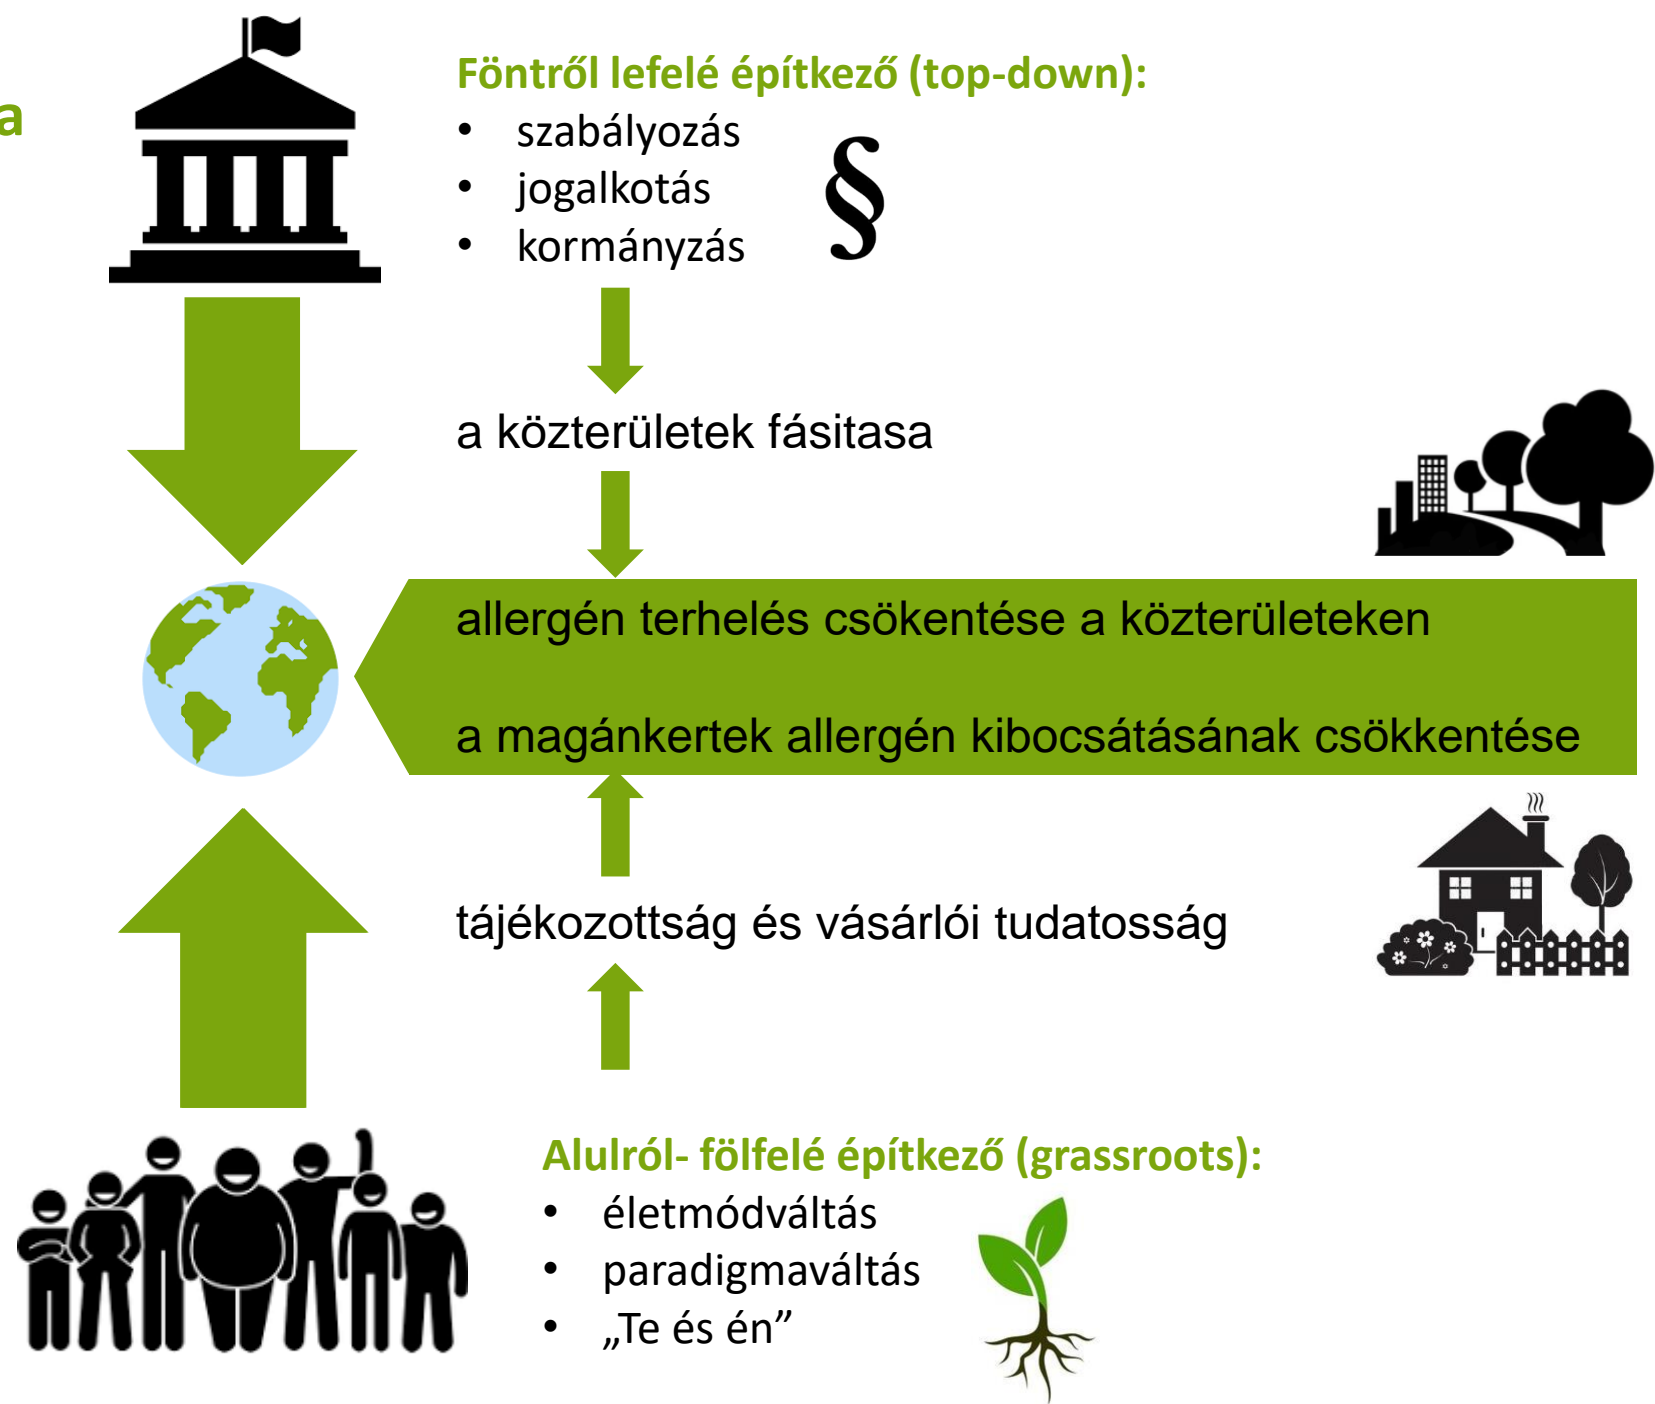 a
Föntről lefelé építkező (top-down):
• szabályozás
• jogalkotás
• kormányzás
§
a közterületek fásitasa
allergén terhelés csökentése a közterületeken
a magánkertek allergén kibocsátásának csökkentése
tájékozottság és vásárlói tudatosság
Alulról- fölfelé építkező (grassroots):
• életmódváltás
• paradigmaváltás
• „Te és én”